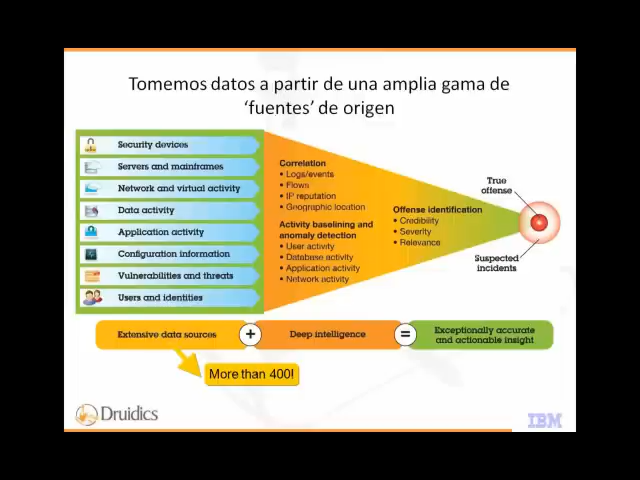 Tomemos datos a partir de una amplia gama de
‘fuentes’ de origen
Security devices
Servers and mainframes
Network and virtual activity
Data activity
Application activity
Configuration information
Vulnerabilities and threats
Users and identities
Correlation
• Logs/events
• Flows
• IP reputation
• Geographic location
Activity baselining and
anomaly detection
• User activity
• Database activity
• Application activity
• Network activity
Offense identification
• Credibility
• Severity
• Relevance
True
offense
Suspected
incidents
Extensive data sources
+
Deep intelligence
=
Exceptionally accurate
and actionable insight
More than 400!
Druidics
IBM